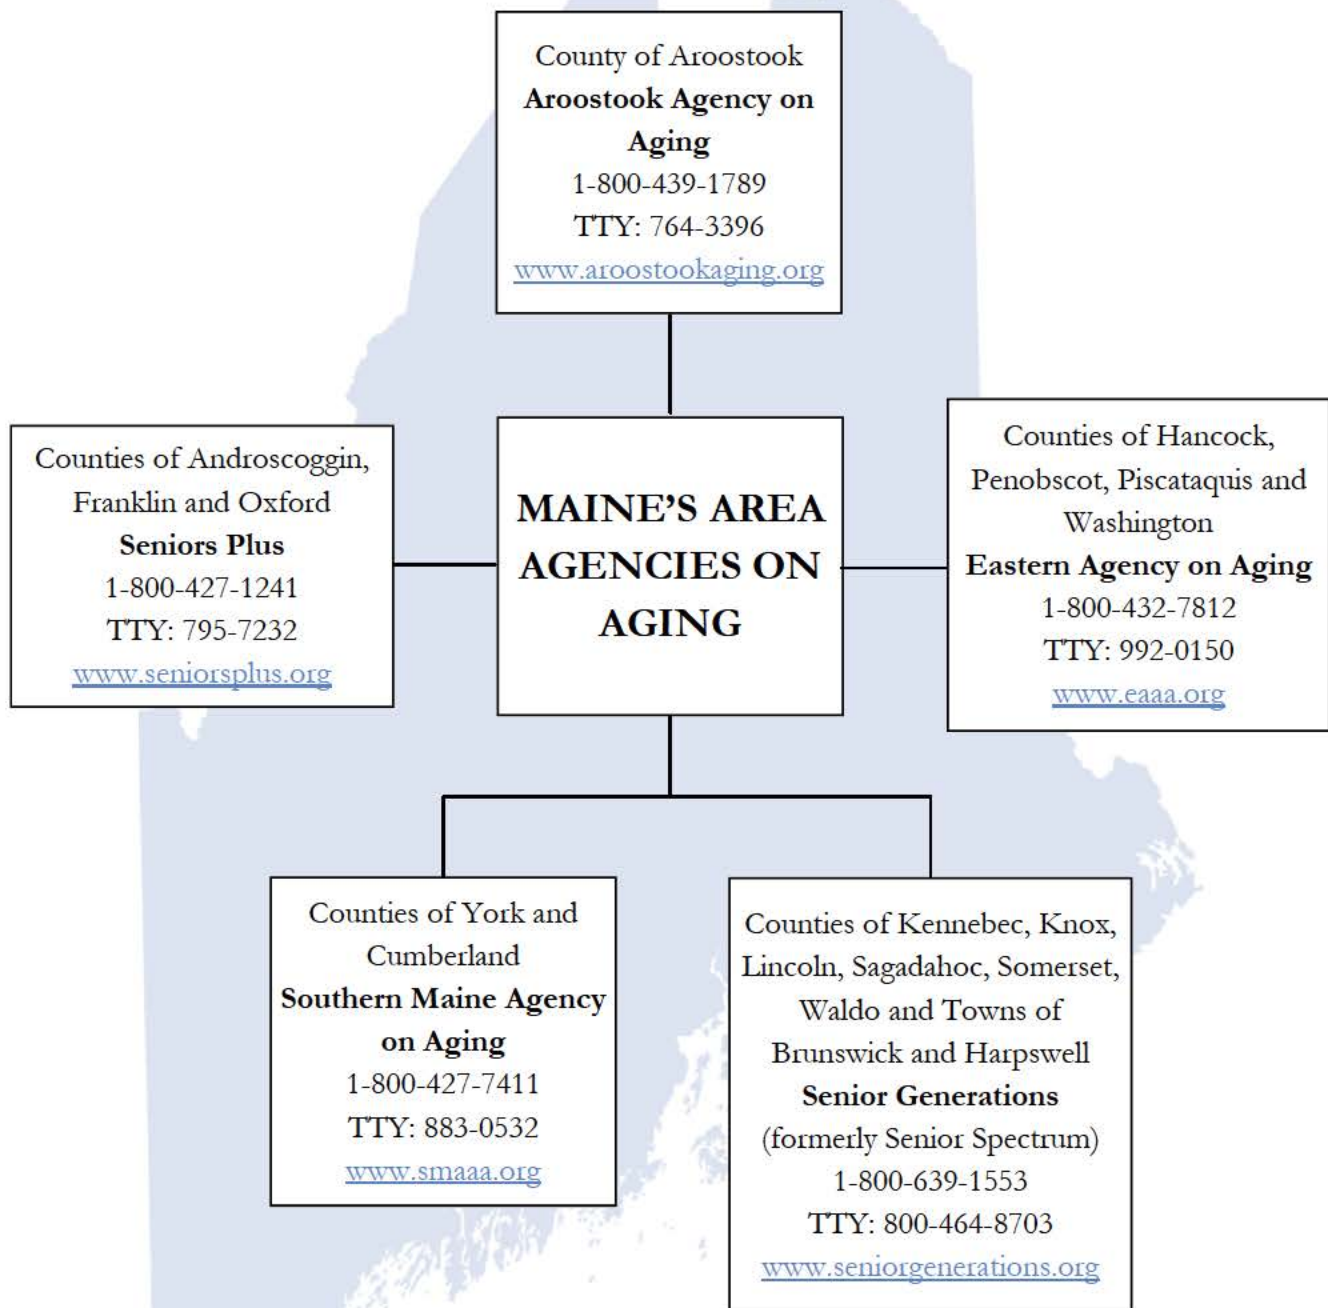 County of Aroostook
Aroostook Agency on
Aging
1-800-439-1789
TTY: 764-3396
www.aroostookaging.org
Counties of Androscoggin,
Franklin and Oxford
Seniors Plus
1-800-427-1241
TTY: 795-7232
www.seniorsplus.org
MAINE'S AREA
AGENCIES ON
AGING
Counties of Hancock,
Penobscot, Piscataquis and
Washington
Eastern Agency on Aging
1-800-432-7812
TTY: 992-0150
www.eaaa.org
Counties of York and
Cumberland
Southern Maine Agency
on Aging
1-800-427-7411
TTY: 883-0532
www.smaaa.org
Counties of Kennebec, Knox,
Lincoln, Sagadahoc, Somerset,
Waldo and Towns of
Brunswick and Harpswell
Senior Generations
(formerly Senior Spectrum)
1-800-639-1553
TTY: 800-464-8703
www.seniorgenerations.org